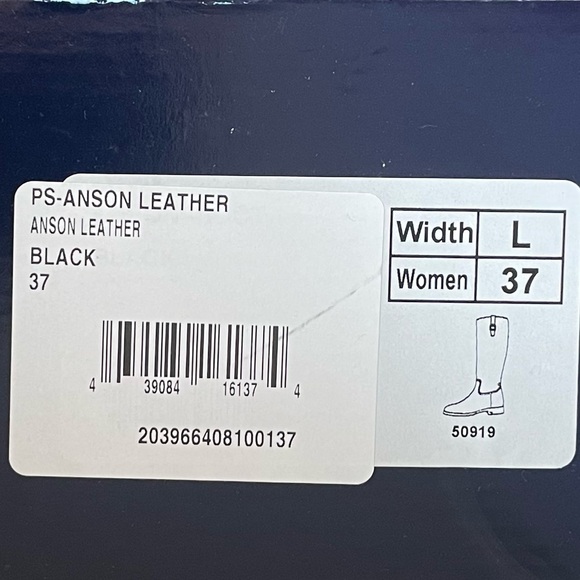 PS-ANSON LEATHER
ANSON LEATHER
BLACK
37
4 39084 16137 4
203966408100137
Width L
Women 37
50919